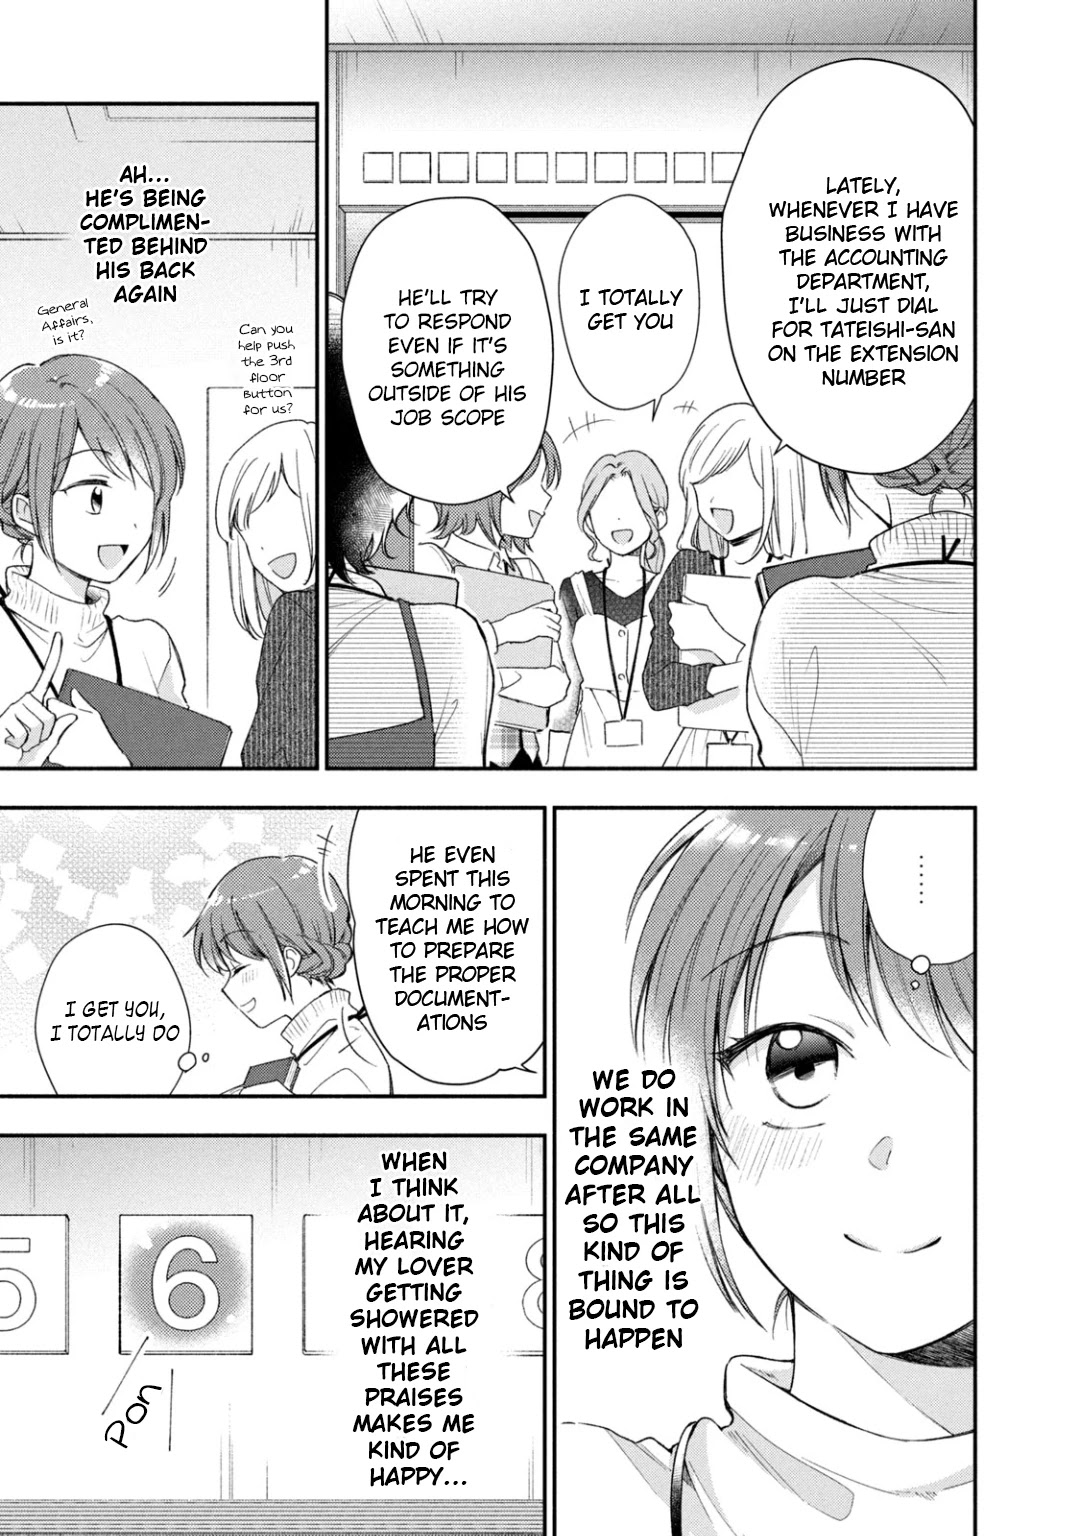 LATELY,
WHENEVER I HAVE
BUSINESS WITH
THE ACCOUNTING
DEPARTMENT,
I'LL JUST DIAL
FOR TATEISHI-SAN
ON THE EXTENSION
NUMBER
I TOTALLY
GET YOU
HE'LL TRY
TO RESPOND
EVEN IF IT'S
SOMETHING
OUTSIDE OF HIS
JOB SCOPE
AH...
HE'S BEING
COMPLIMEN-
TED BEHIND
HIS BACK
AGAIN
Can you
help push
the 3rd
floor
Button
for us?
General
Affairs,
is it?
........
WE DO
WORK IN
THE SAME
COMPANY
AFTER ALL
SO THIS
KIND OF
THING IS
BOUND TO
HAPPEN
HE EVEN
SPENT THIS
MORNING TO
TEACH ME HOW
TO PREPARE
THE PROPER
DOCUMENT-
ATIONS
I GET YOU,
I TOTALLY DO
WHEN
I THINK
ABOUT IT,
HEARING
MY LOVER
GETTING
SHOWERED
WITH ALL
THESE
PRAISES
MAKES ME
KIND OF
HAPPY...
5 6 8
Pon